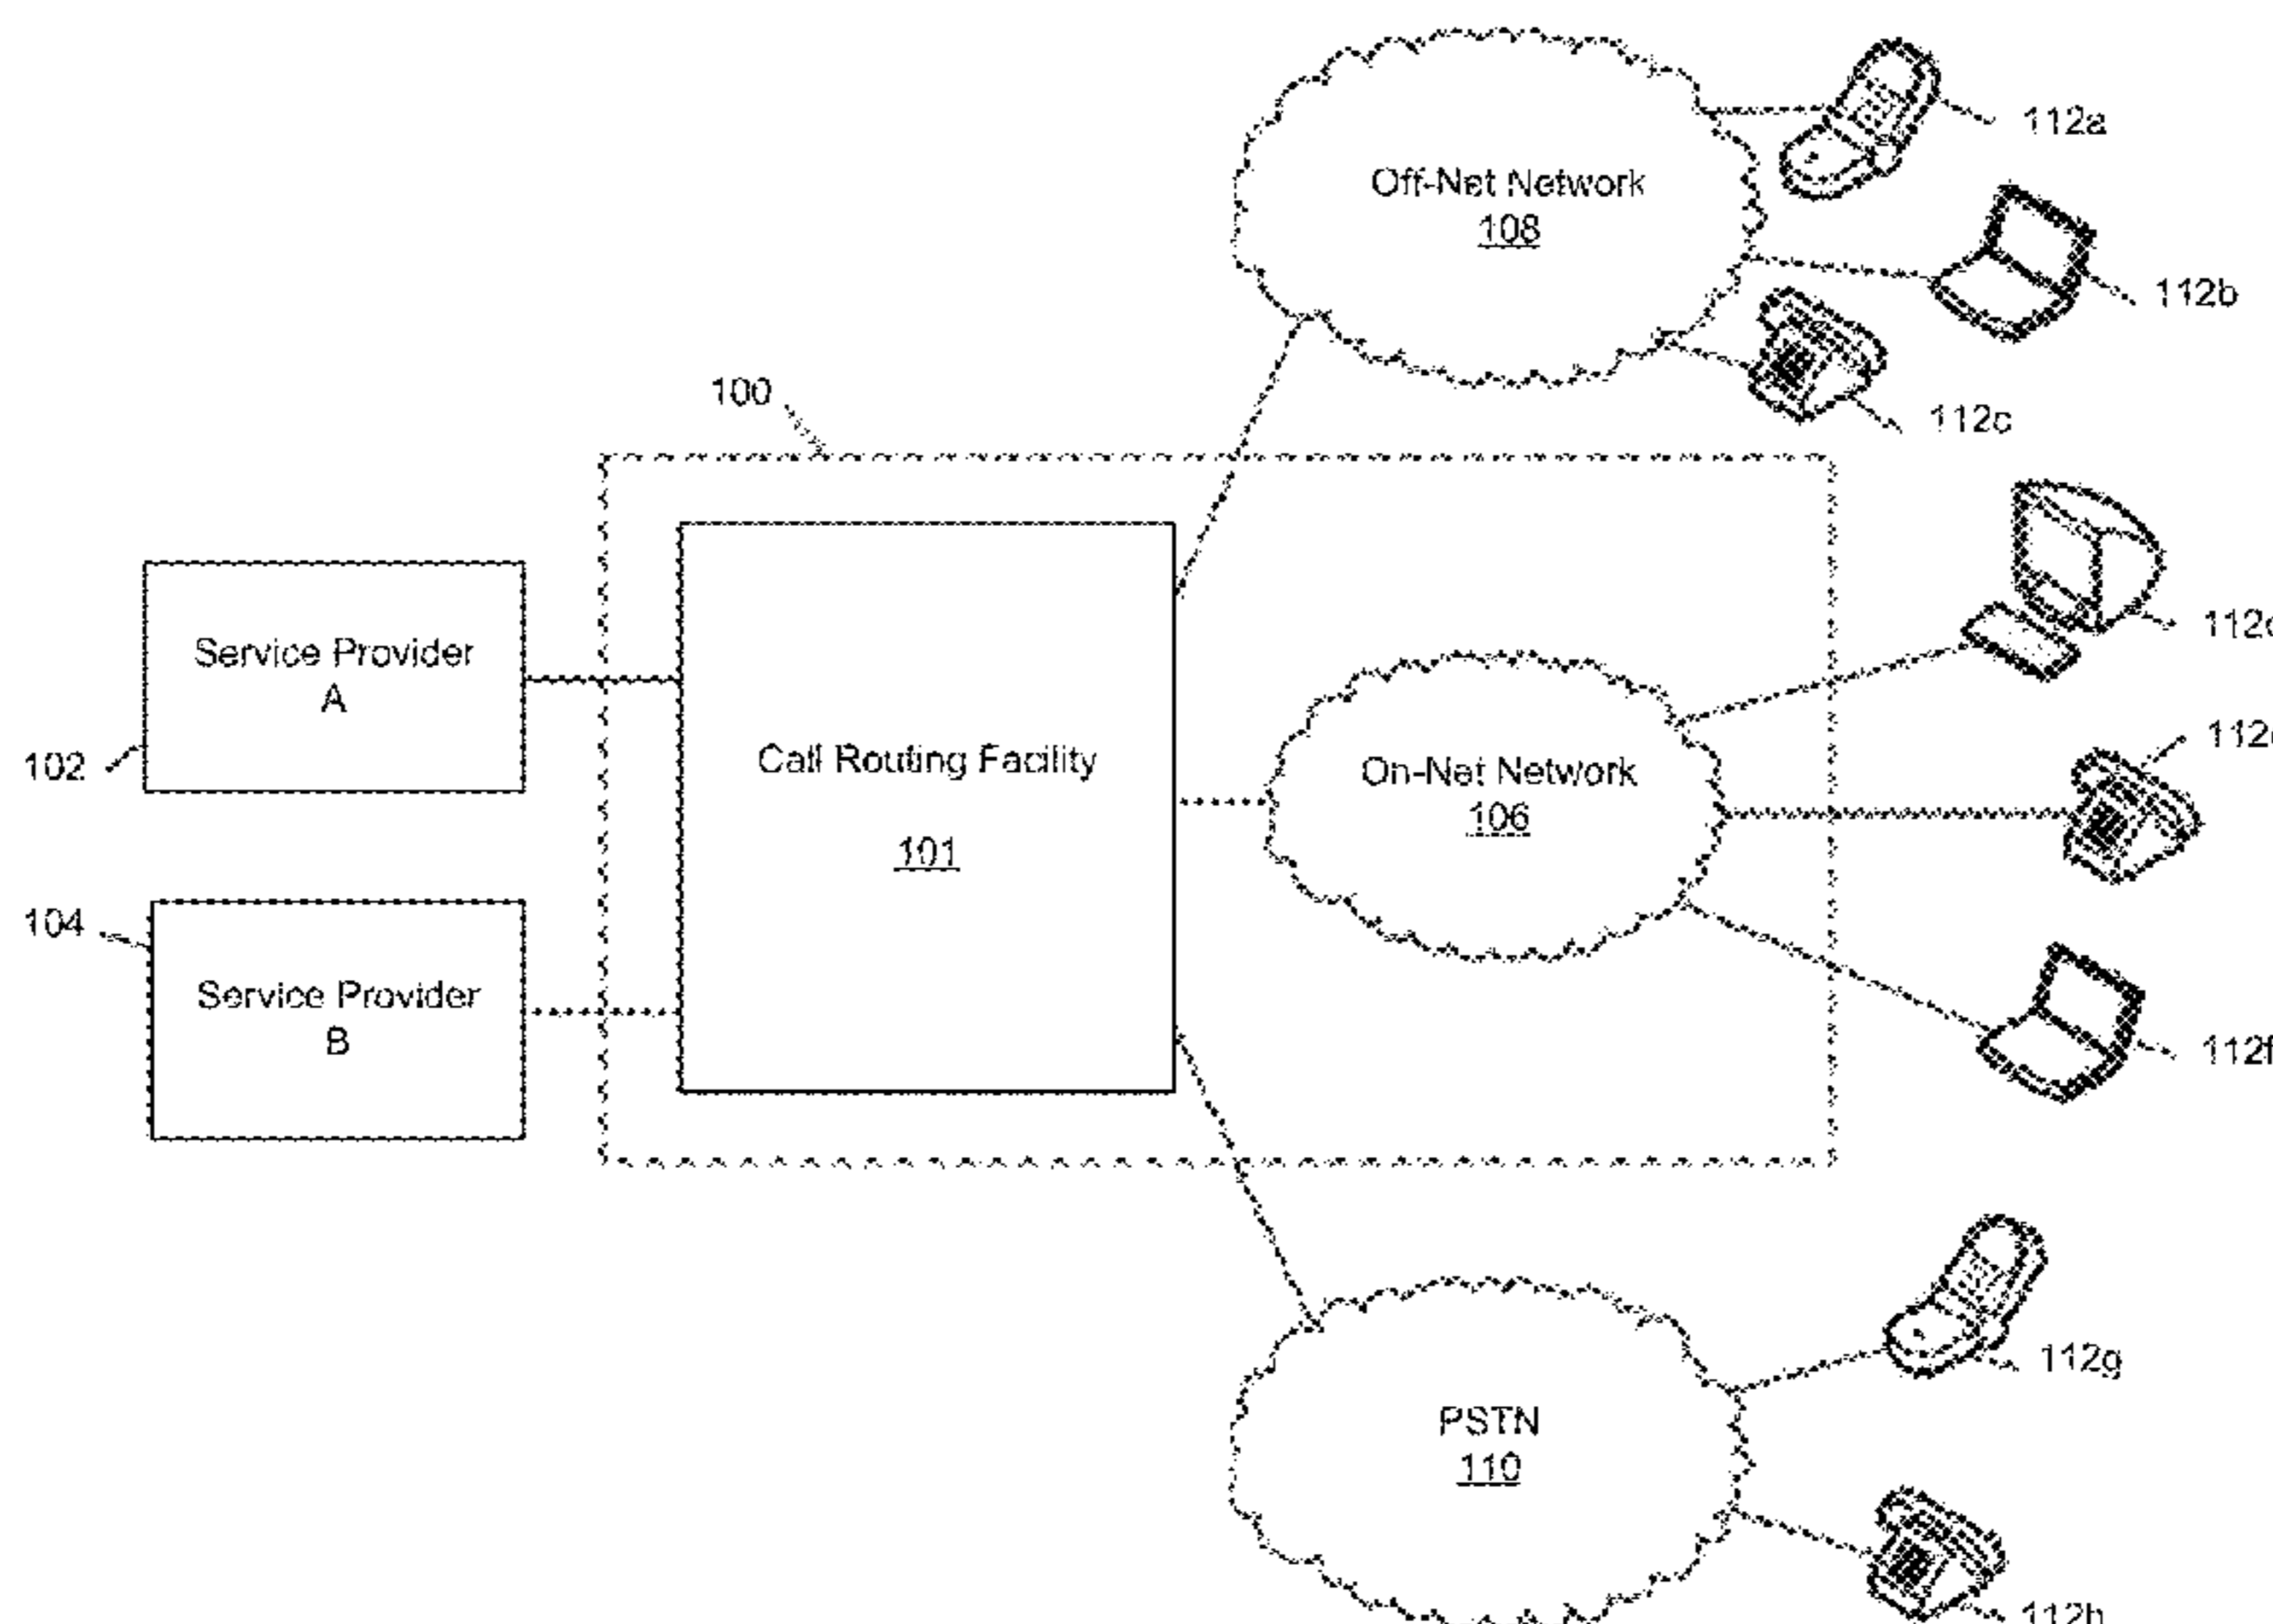 Off-Net Network
108
112a
112b
112c
100
Service Provider
A
102
Call Routing Facility
101
On-Net Network
106
104
Service Provider
B
112f
PSTN
110
112g
112h